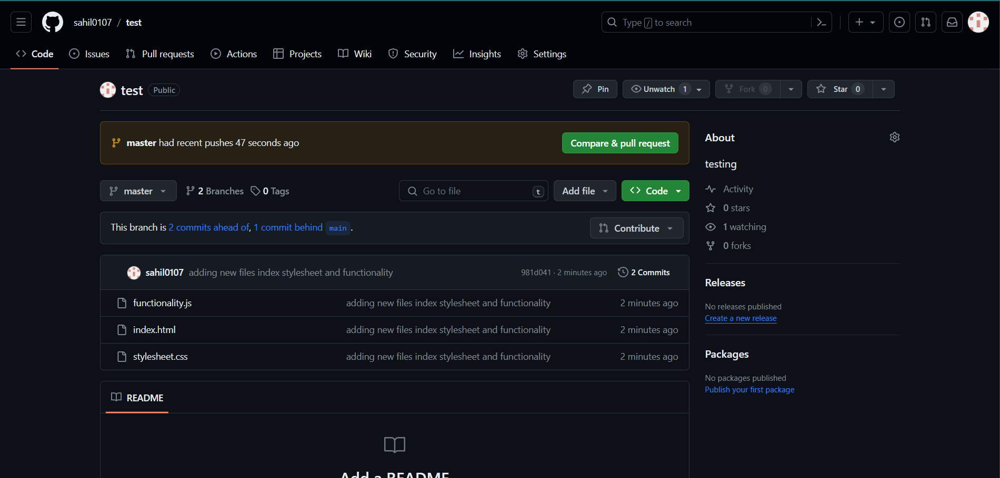 sahil0107 / test
Type / to search
Code Issues Pull requests Actions Projects Wiki Security Insights Settings
test Public
Pin Unwatch 1 Fork 0 Star 0
master had recent pushes 47 seconds ago
Compare & pull request
master 2 Branches 0 Tags
Go to file t
Add file Code
This branch is 2 commits ahead of, 1 commit behind main.
Contribute
sahil0107 adding new files index stylesheet and functionality 981d041 · 2 minutes ago 2 Commits
functionality.js adding new files index stylesheet and functionality 2 minutes ago
index.html adding new files index stylesheet and functionality 2 minutes ago
stylesheet.css adding new files index stylesheet and functionality 2 minutes ago
README
Add a README
About
testing
Activity
0 stars
1 watching
0 forks
Releases
No releases published
Create a new release
Packages
No packages published
Publish your first package